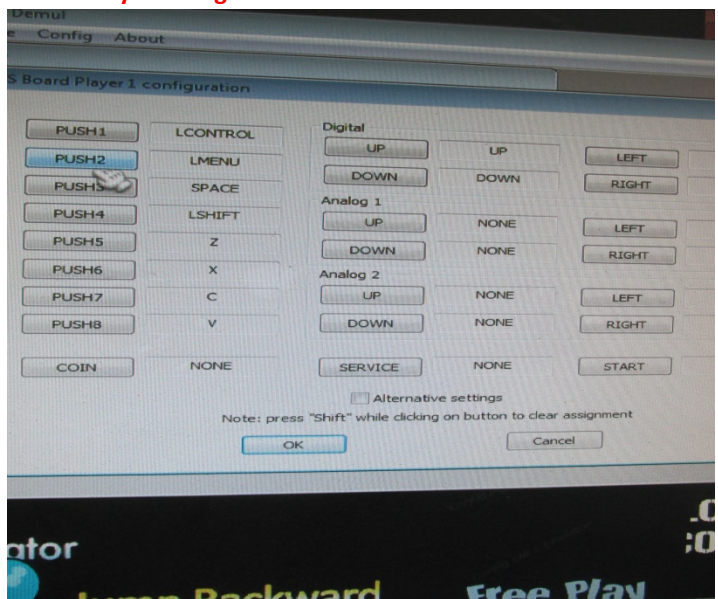 Demul
Config About
S Board Player 1 configuration
PUSH1 LCONTROL
PUSH2 LMENU
PUSH3 SPACE
PUSH4 LSHIFT
PUSH5 Z
PUSH6 X
PUSH7 C
PUSH8 V
COIN NONE
Digital
UP UP LEFT
DOWN DOWN RIGHT
Analog 1
UP NONE LEFT
DOWN NONE RIGHT
Analog 2
UP NONE LEFT
DOWN NONE RIGHT
SERVICE NONE START
Alternative settings
Note: press "Shift" while clicking on button to clear assignment
OK Cancel
ator
Jump Backward Free Play